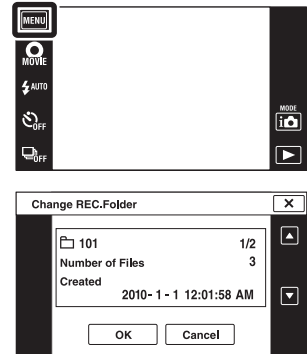 MENU
MOVIE
AUTO
OFF
OFF
MODE
i
Change REC.Folder
101 1/2
Number of Files 3
Created
2010- 1 - 1 12:01:58 AM
OK Cancel